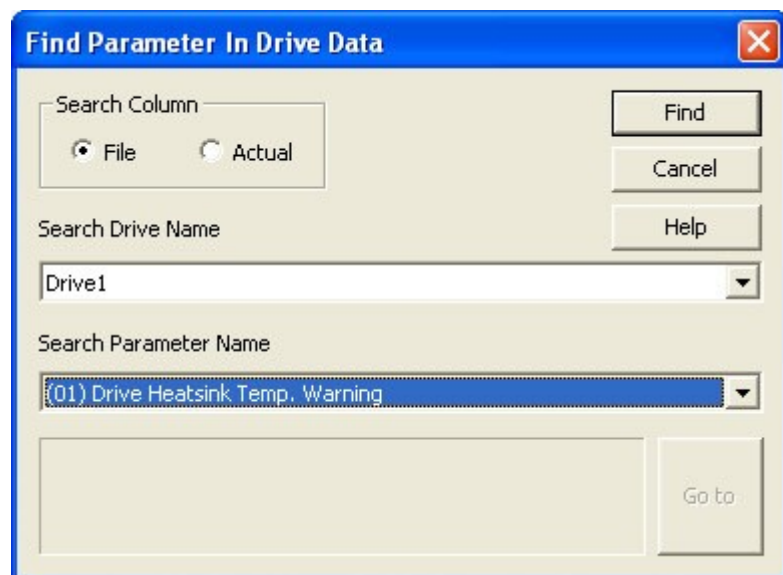 Find Parameter In Drive Data
Search Column
File Actual
Find
Cancel
Help
Search Drive Name
Drive1
Search Parameter Name
(01) Drive Heatsink Temp. Warning
Go to